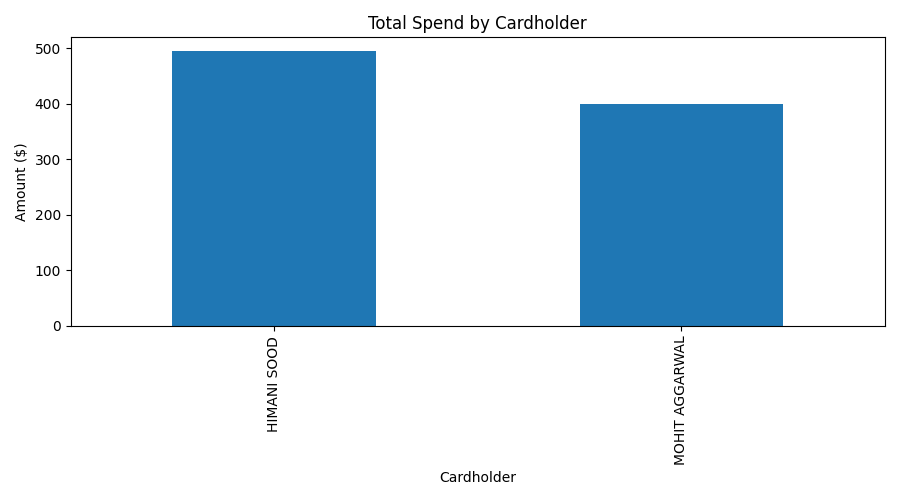 Total Spend by Cardholder
Amount ($)
500
400
300
200
100
0
HIMANI SOOD
MOHIT AGGARWAL
Cardholder